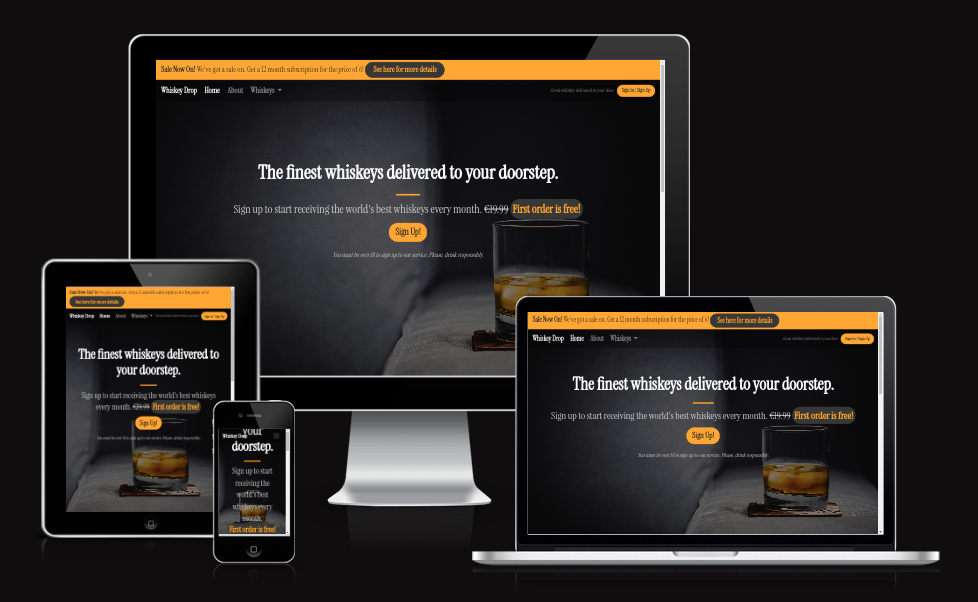 Sale Now On! We've got a sale on. Get a 12 month subscription for the price of 6! See here for more details
Whiskey Drop Home About Whiskeys Great whiskey delivered to your door Sign In / Sign Up
The finest whiskeys delivered to your doorstep.
Sign up to start receiving the world's best whiskeys every month. €19.99 First order is free!
Sign Up!
You must be over 18 to sign up to our service. Please, drink responsibly.
Sale Now On! We've got a sale on. Get a 12 month subscription for the price of 6!
See here for more details
Whiskey Drop Home About Whiskeys Great whiskey delivered to your door Sign In / Sign Up
The finest whiskeys delivered to
your doorstep.
Sign up to start receiving the world's best whiskeys
every month. €19.99 First order is free!
Sign Up!
You must be over 18 to sign up to our service. Please, drink responsibly.
Whiskey Drop
your
doorstep.
Sign up to start
receiving the
world's best
whiskeys every
month.
First order is free!
Sale Now On! We've got a sale on. Get a 12 month subscription for the price of 6! See here for more details
Whiskey Drop Home About Whiskeys Great whiskey delivered to your door Sign In / Sign Up
The finest whiskeys delivered to your doorstep.
Sign up to start receiving the world's best whiskeys every month. €19.99 First order is free!
Sign Up!
You must be over 18 to sign up to our service. Please, drink responsibly.